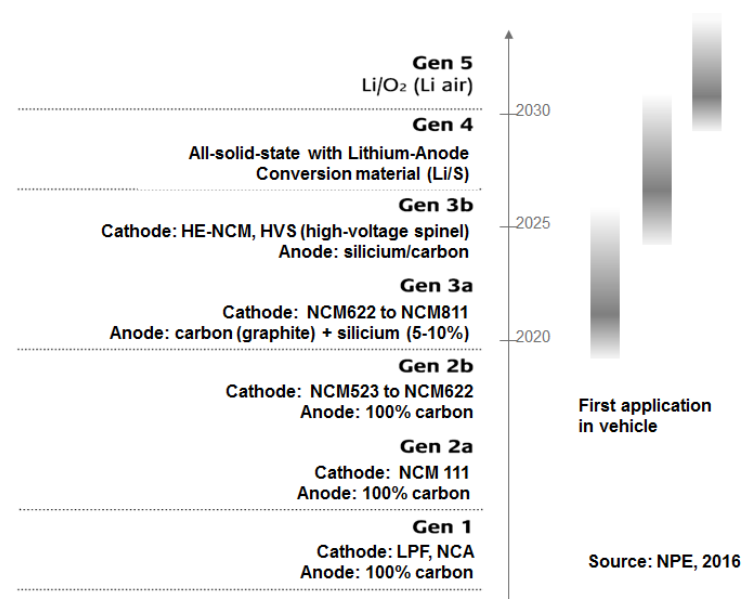 Gen 5
Li/O₂ (Li air)
2030
Gen 4
All-solid-state with Lithium-Anode
Conversion material (Li/S)
Gen 3b
2025
Cathode: HE-NCM, HVS (high-voltage spinel)
Anode: silicium/carbon
Gen 3a
Cathode: NCM622 to NCM811
Anode: carbon (graphite) + silicium (5-10%)
2020
Gen 2b
Cathode: NCM523 to NCM622
Anode: 100% carbon
First application
in vehicle
Gen 2a
Cathode: NCM 111
Anode: 100% carbon
Gen 1
Cathode: LPF, NCA
Anode: 100% carbon
Source: NPE, 2016